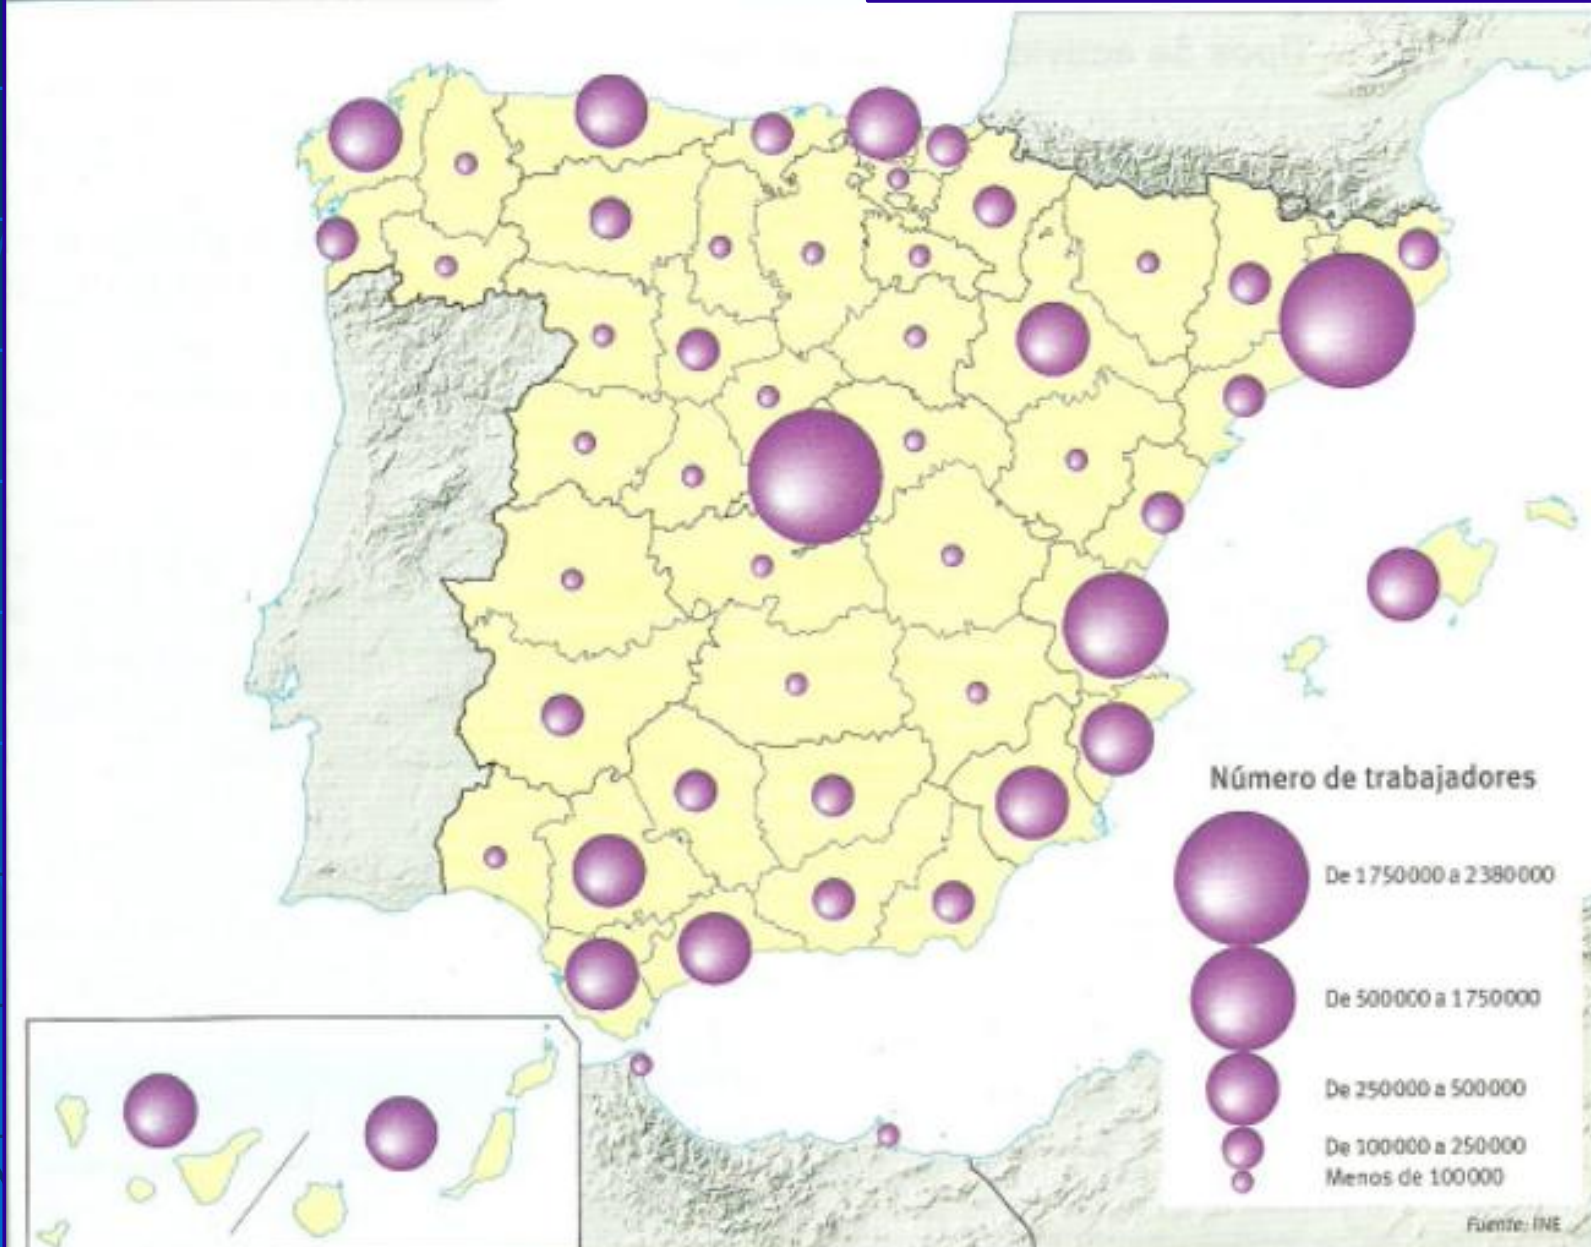 Número de trabajadores
De 1750000 a 2380000
De 500000 a 1750000
De 250000 a 500000
De 100000 a 250000
Menos de 100000
Fuente: INE